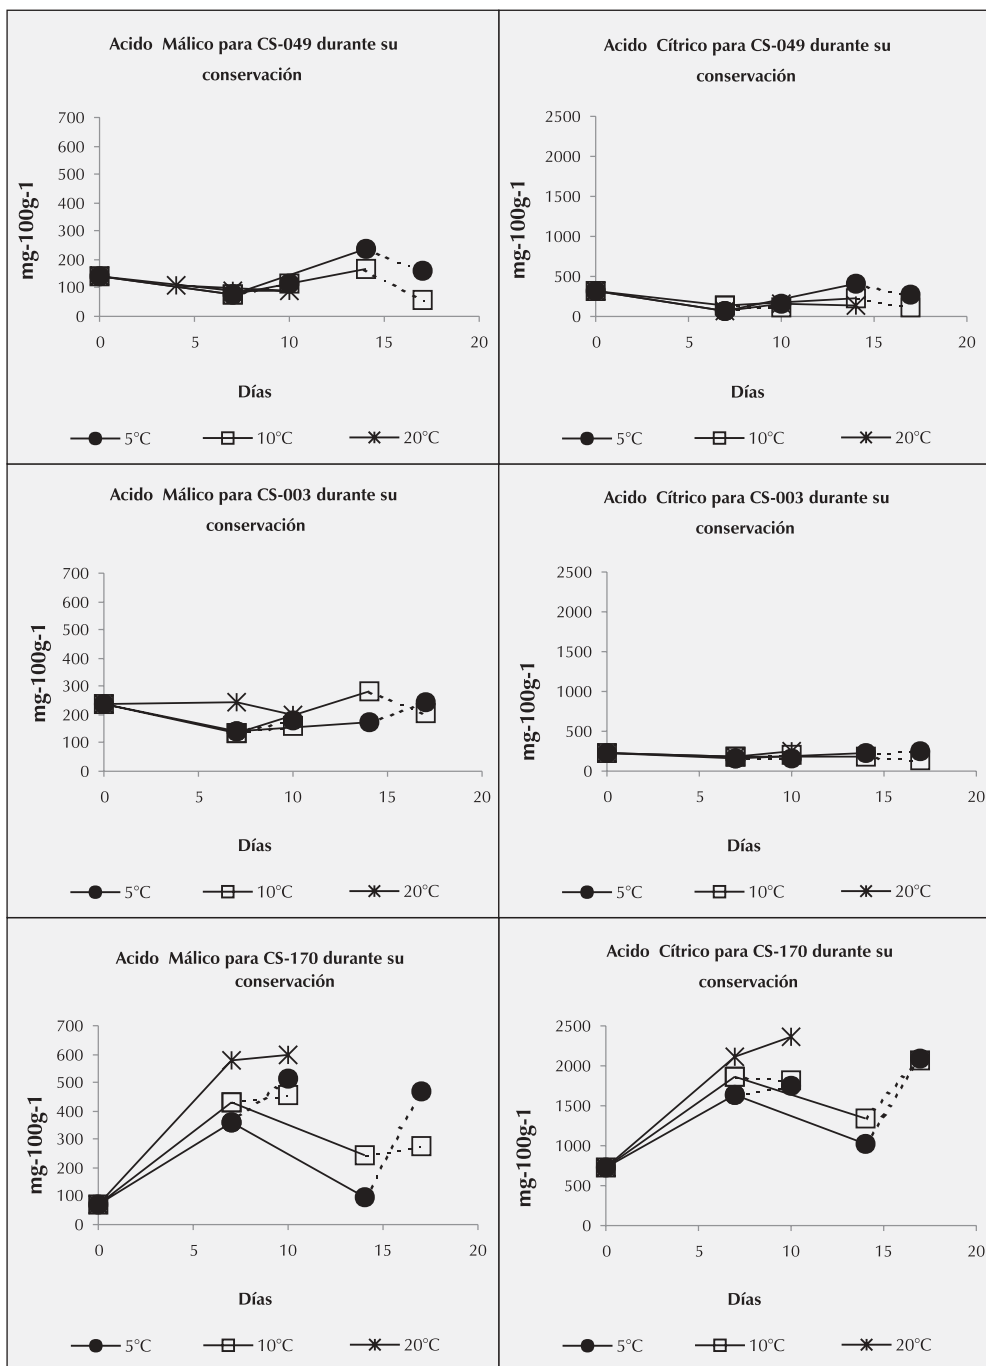 Acido Málico para CS-049 durante su
conservación
700
600
500
400
300
200
100
0
mg-100g-1
0 5 10 15 20
Días
5°C 10°C 20°C
Acido Cítrico para CS-049 durante su
conservación
2500
2000
1500
1000
500
0
mg-100g-1
0 5 10 15 20
Días
5°C 10°C 20°C
Acido Málico para CS-003 durante su
conservación
700
600
500
400
300
200
100
0
mg-100g-1
0 5 10 15 20
Días
5°C 10°C 20°C
Acido Cítrico para CS-003 durante su
conservación
2500
2000
1500
1000
500
0
mg-100g-1
0 5 10 15 20
Días
5°C 10°C 20°C
Acido Málico para CS-170 durante su
conservación
700
600
500
400
300
200
100
0
mg-100g-1
0 5 10 15 20
Días
5°C 10°C 20°C
Acido Cítrico para CS-170 durante su
conservación
2500
2000
1500
1000
500
0
mg-100g-1
0 5 10 15 20
Días
5°C 10°C 20°C